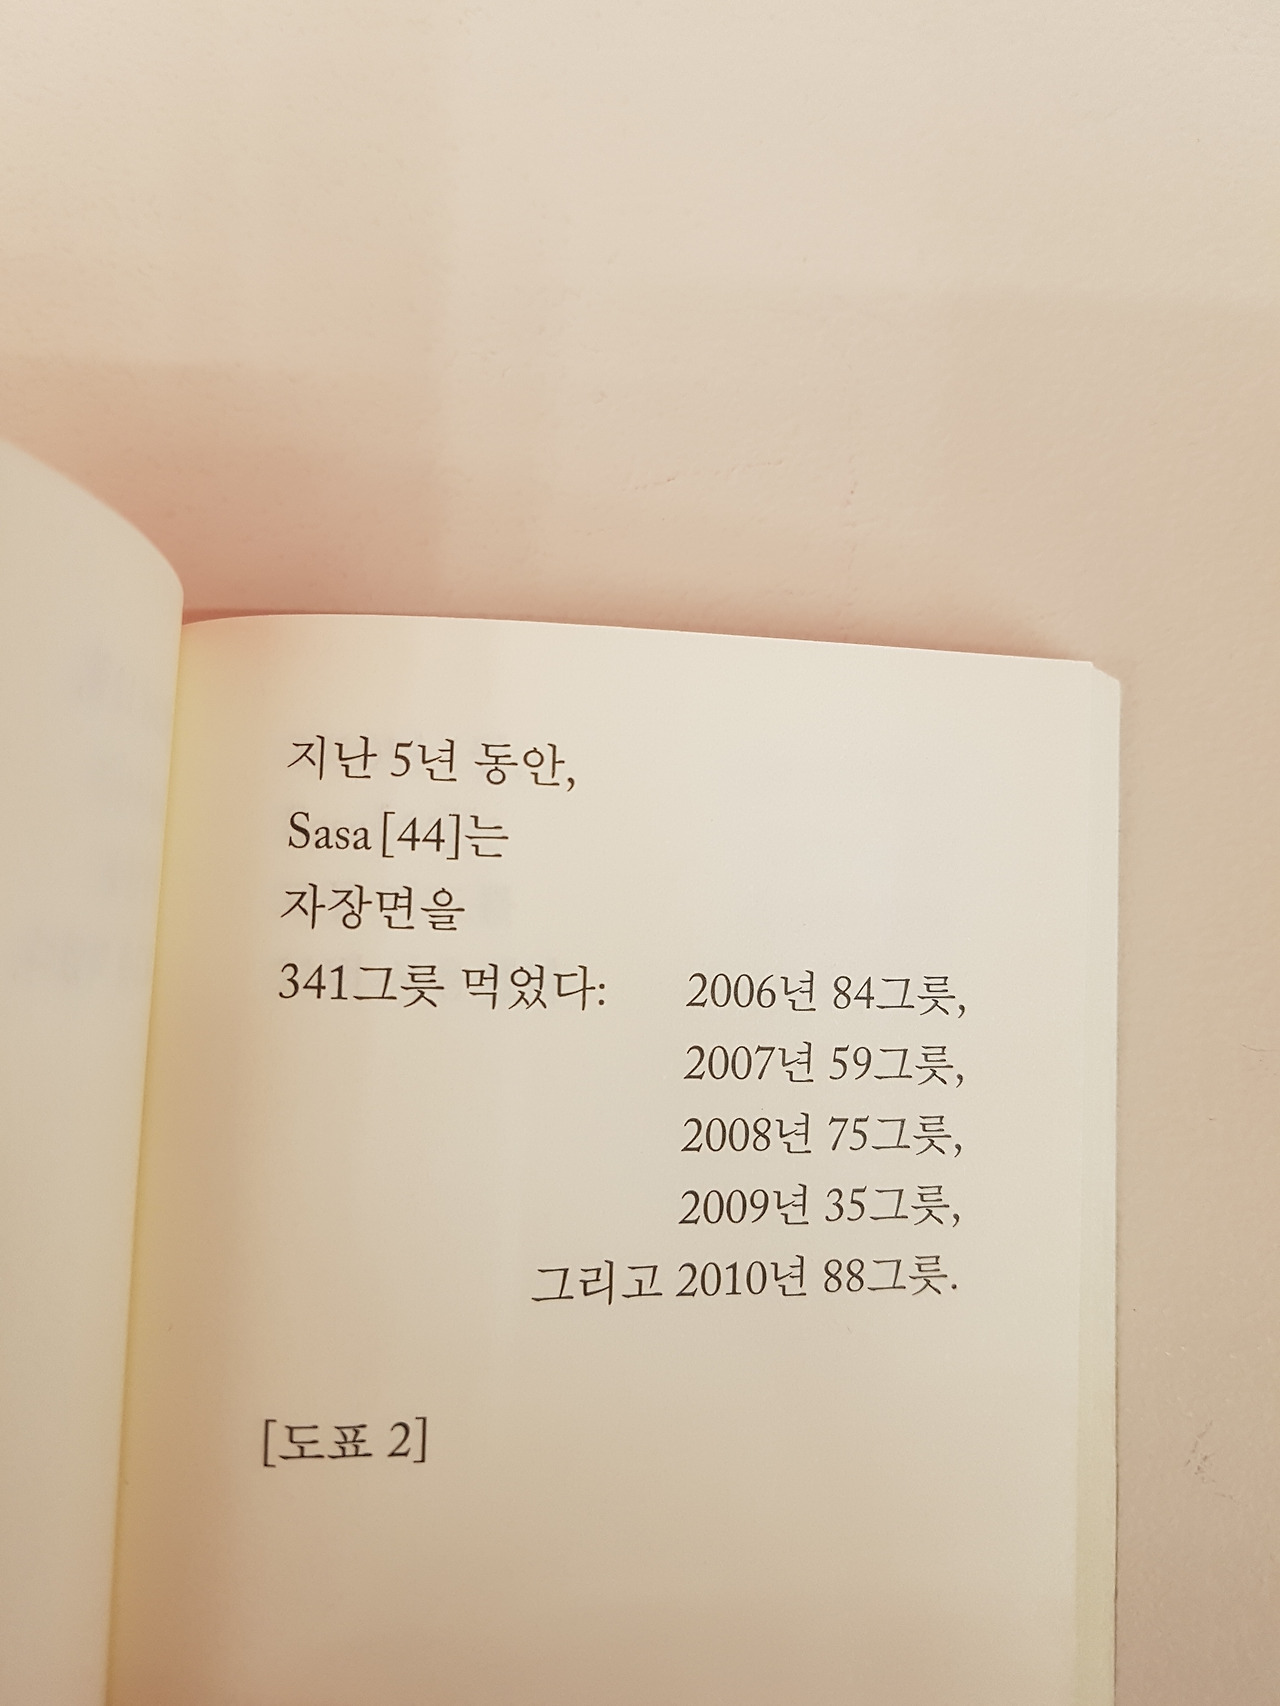 지난 5년 동안,
Sasa[44]는
자장면을
341그릇 먹었다: 2006년 84그릇,
2007년 59그릇,
2008년 75그릇,
2009년 35그릇,
그리고 2010년 88그릇.
[도표 2]